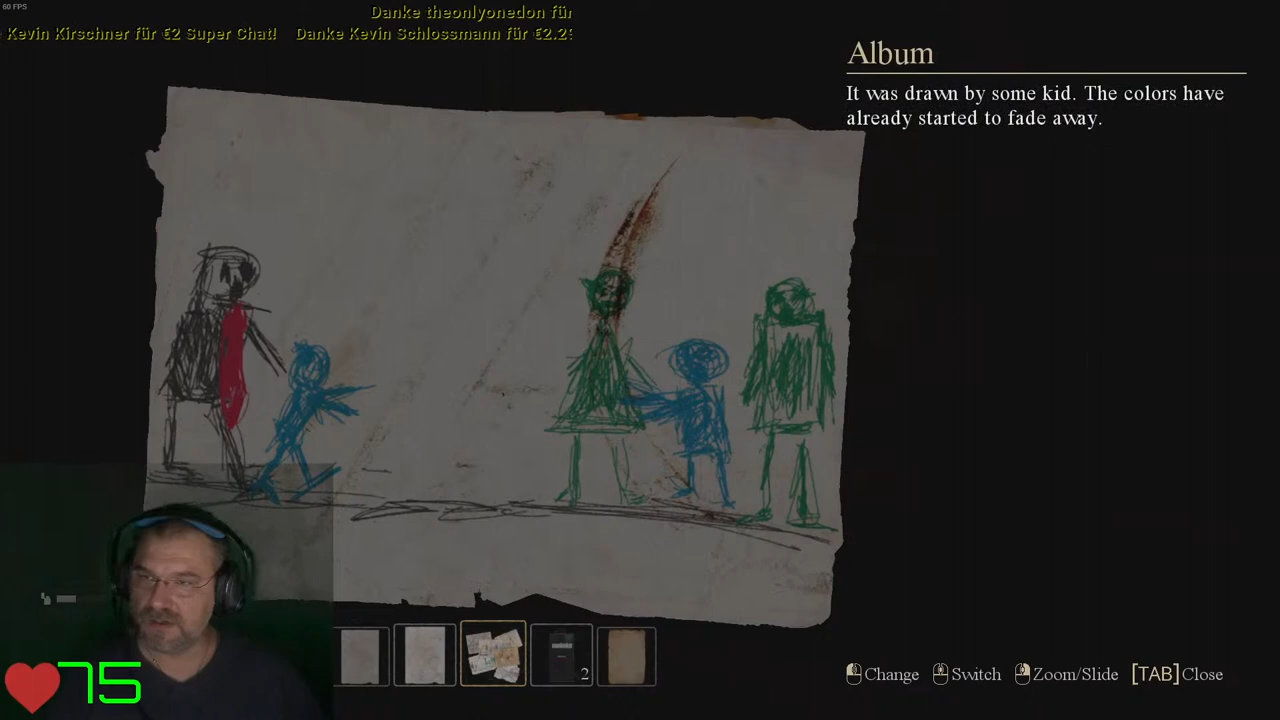 60 FPS
Danke theonlyonedon für
Kevin Kirschner für €2 Super Chat! Danke Kevin Schlossmann für €2.2
Album
It was drawn by some kid. The colors have
already started to fade away.
2
Change Switch Zoom/Slide [TAB] Close
75